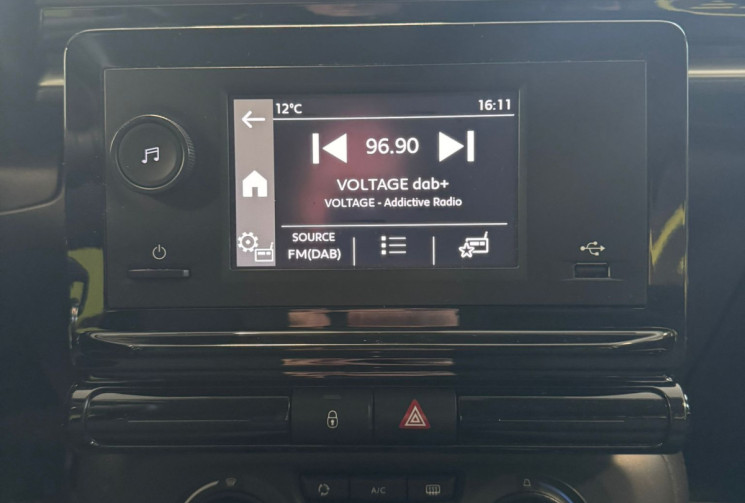 12°C 16:11
96.90
VOLTAGE dab+
VOLTAGE - Addictive Radio
SOURCE
FM(DAB)
A/C